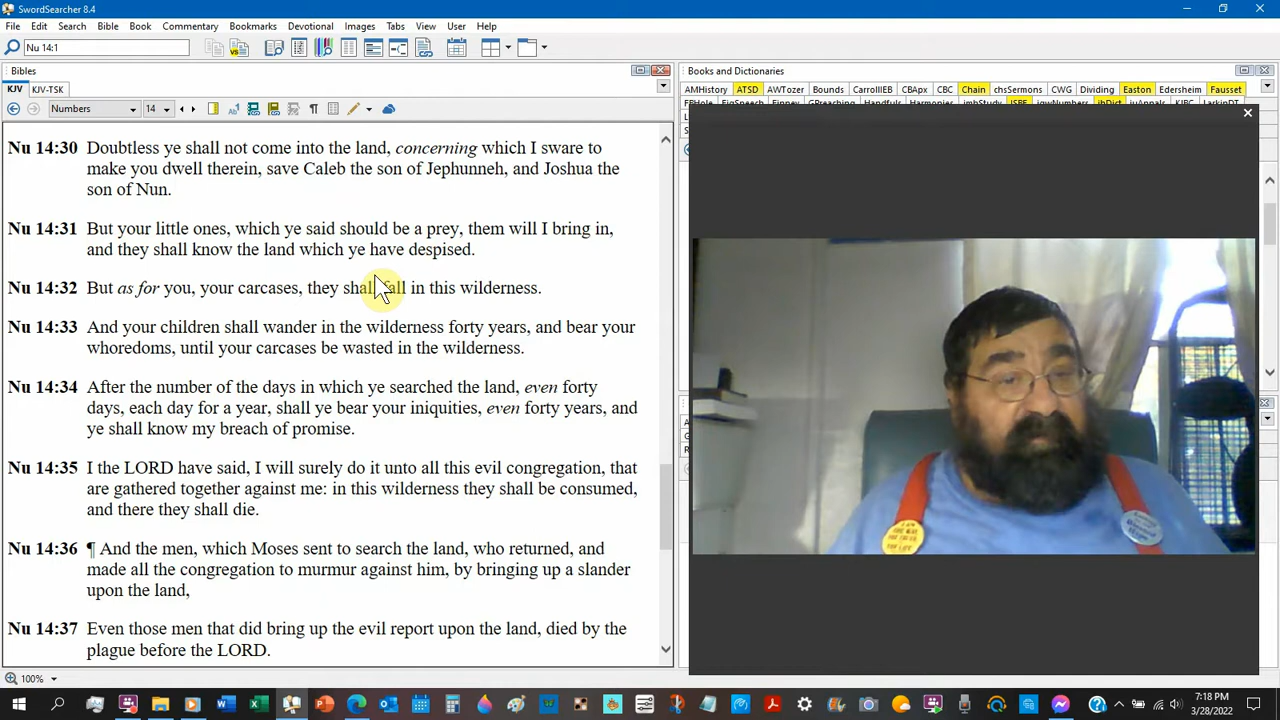 SwordSearcher 8.4
File Edit Search Bible Book Commentary Bookmarks Devotional Images Tabs View User Help
Nu 14:1
Bibles
KJV KJV-TSK
Numbers 14
Nu 14:30 Doubtless ye shall not come into the land, concerning which I sware to
make you dwell therein, save Caleb the son of Jephunneh, and Joshua the
son of Nun.
Nu 14:31 But your little ones, which ye said should be a prey, them will I bring in,
and they shall know the land which ye have despised.
Nu 14:32 But as for you, your carcases, they shall fall in this wilderness.
Nu 14:33 And your children shall wander in the wilderness forty years, and bear your
whoredoms, until your carcases be wasted in the wilderness.
Nu 14:34 After the number of the days in which ye searched the land, even forty
days, each day for a year, shall ye bear your iniquities, even forty years, and
ye shall know my breach of promise.
Nu 14:35 I the LORD have said, I will surely do it unto all this evil congregation, that
are gathered together against me: in this wilderness they shall be consumed,
and there they shall die.
Nu 14:36 ¶ And the men, which Moses sent to search the land, who returned, and
made all the congregation to murmur against him, by bringing up a slander
upon the land,
Nu 14:37 Even those men that did bring up the evil report upon the land, died by the
plague before the LORD.
100%
Books and Dictionaries
AMHistory ATSD AWTozer Bounds CarrollIEB CBApx CBC Chain chsSermons CWG Dividing Easton Edersheim Fausset
7:18 PM
3/28/2022